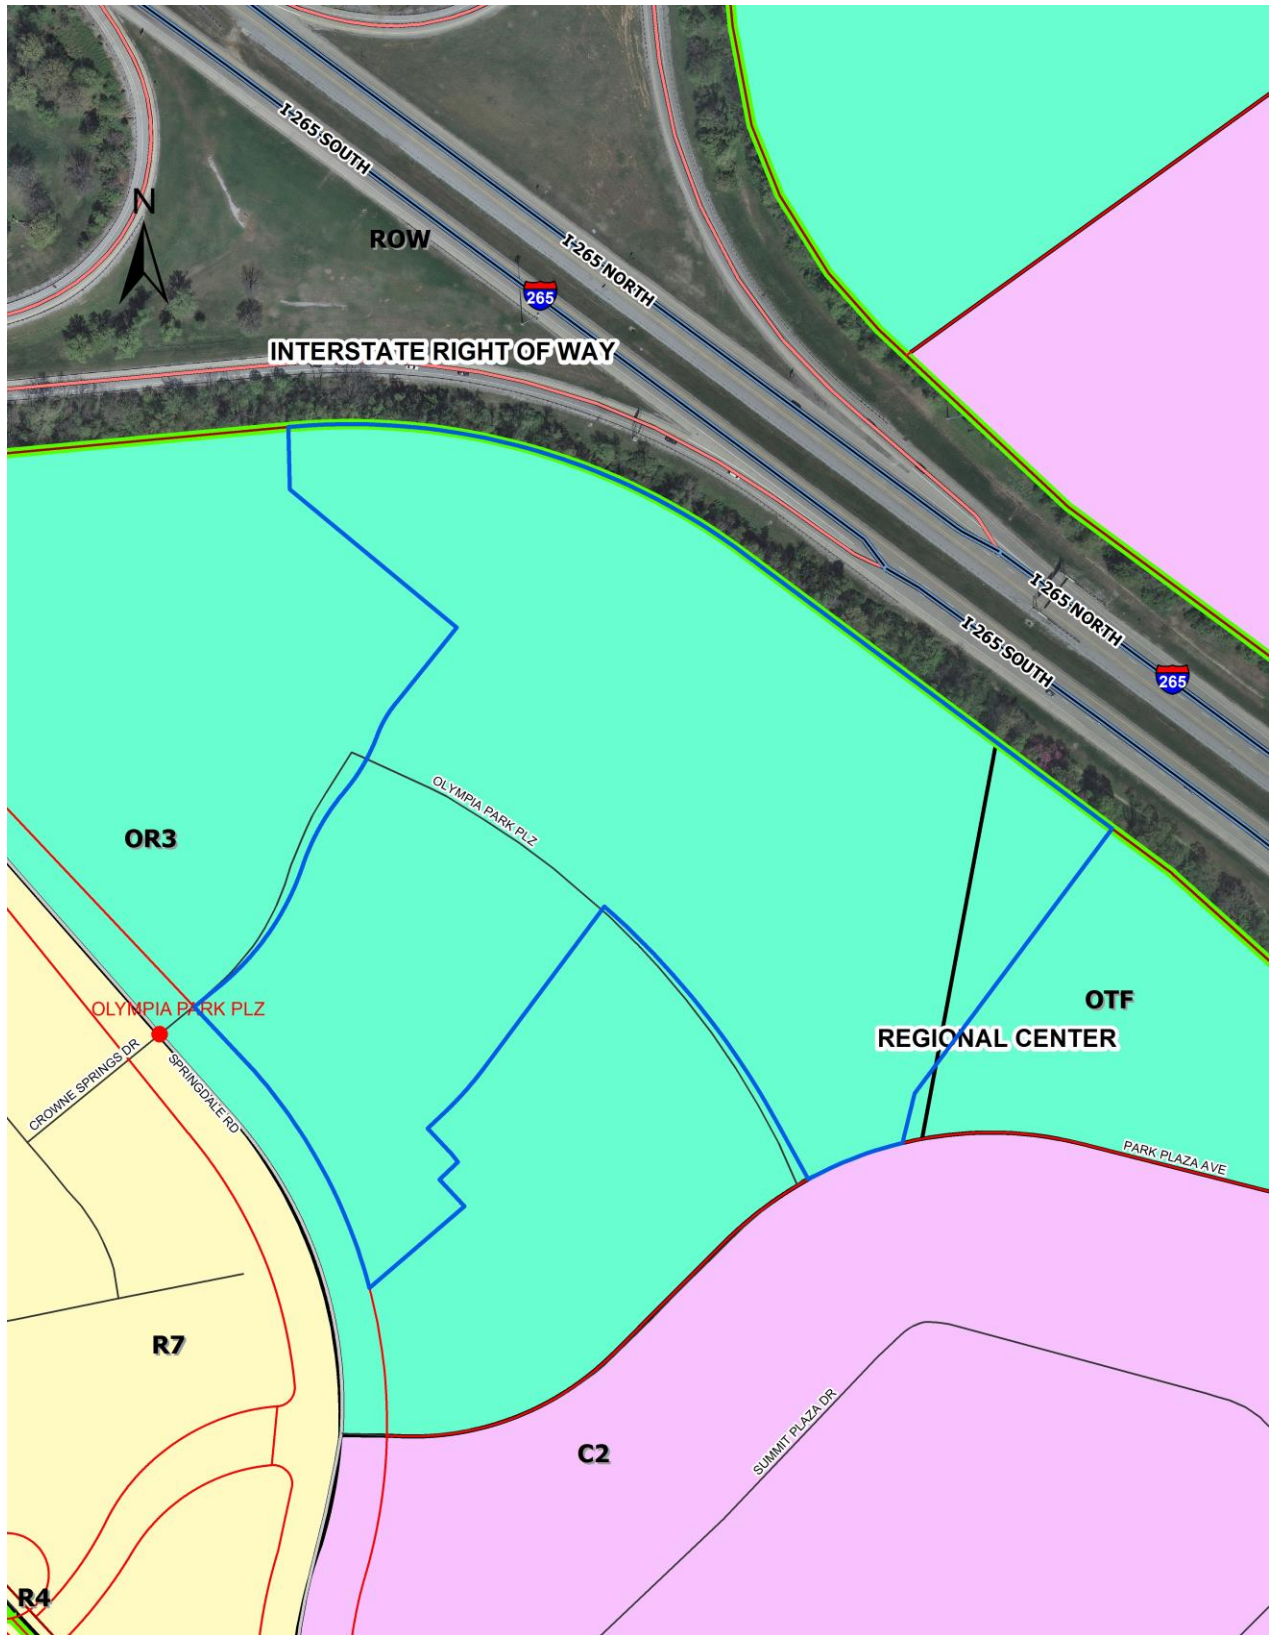 I 265 SOUTH
N
ROW
I 265 NORTH
265
INTERSTATE RIGHT OF WAY
I 265 NORTH
I 265 SOUTH
265
OLYMPIA PARK PLZ
OR3
OTF
OLYMPIA PARK PLZ
REGIONAL CENTER
CROWNE SPRINGS DR
SPRINGDALE RD
PARK PLAZA AVE
R7
SUMMIT PLAZA DR
C2
R4